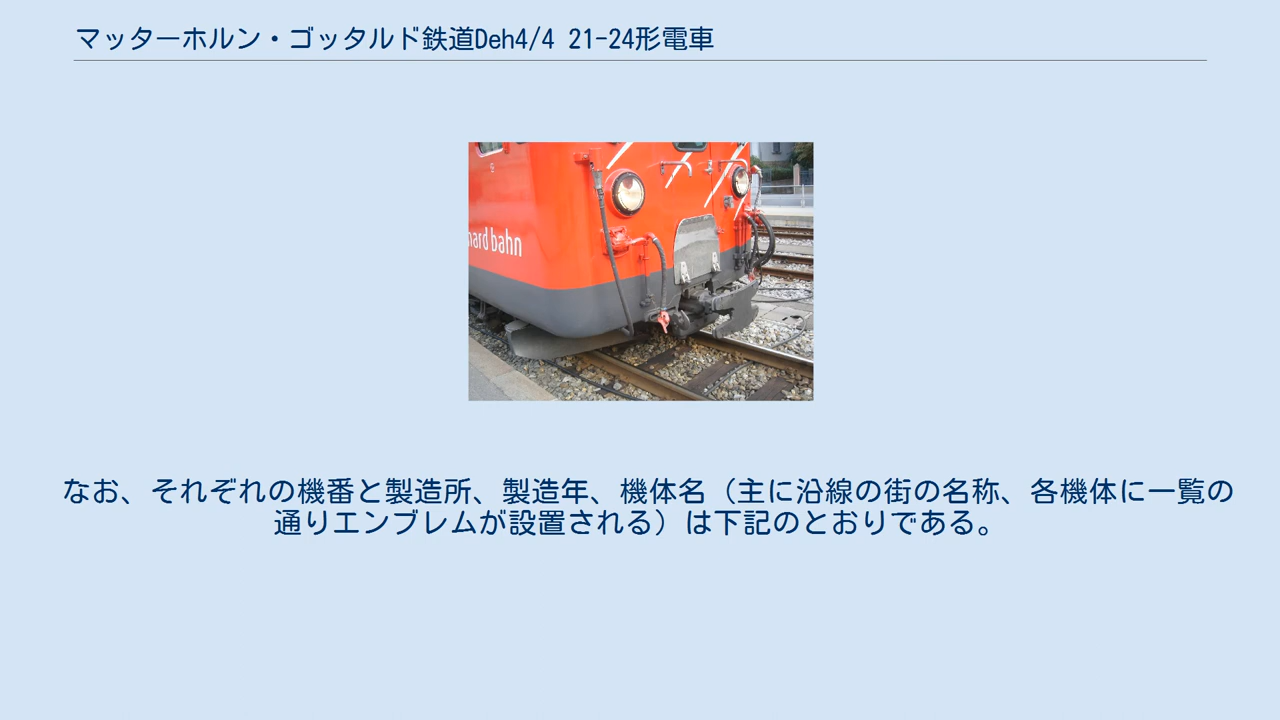 マッターホルン・ゴッタルド鉄道Deh4/4 21-24形電車
hard bahn
なお、それぞれの機番と製造所、製造年、機体名（主に沿線の街の名称、各機体に一覧の
通りエンブレムが設置される）は下記のとおりである。